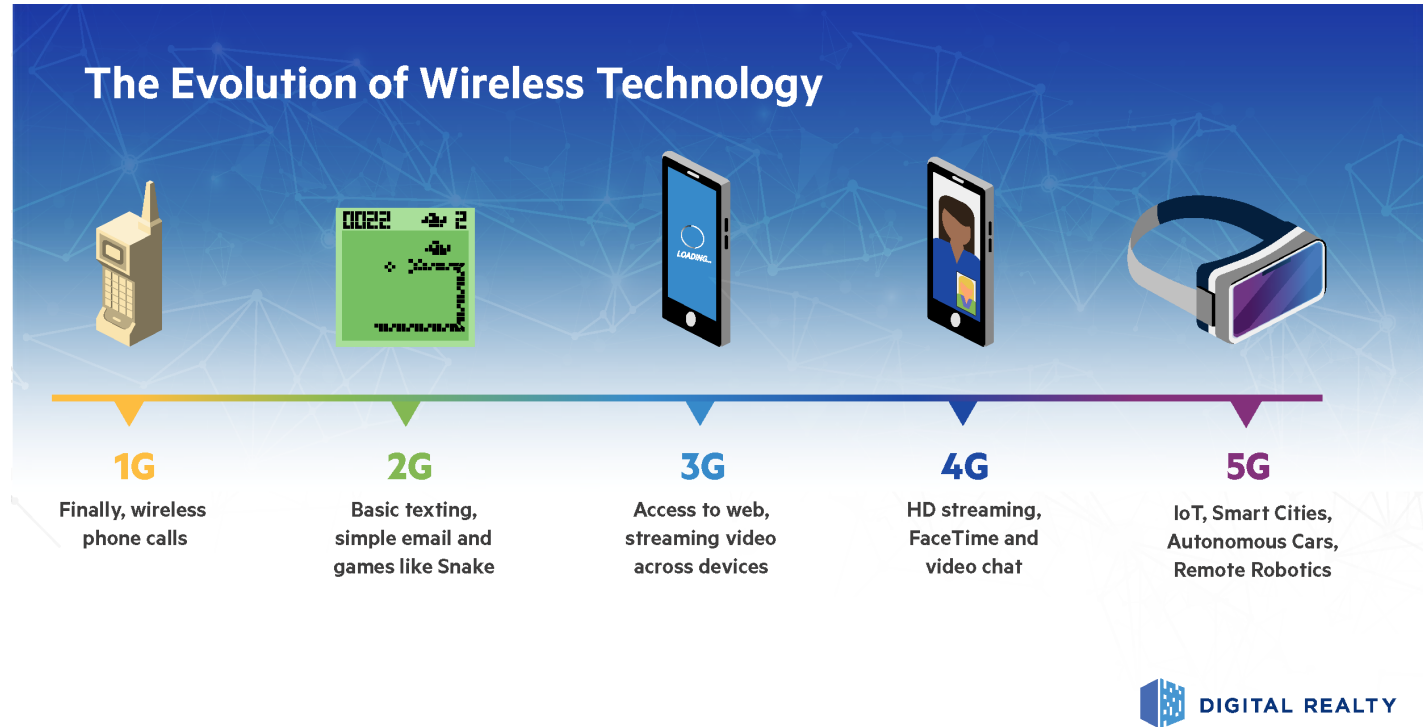 The Evolution of Wireless Technology
0022 2
LOADING...
1G
Finally, wireless
phone calls
2G
Basic texting,
simple email and
games like Snake
3G
Access to web,
streaming video
across devices
4G
HD streaming,
FaceTime and
video chat
5G
IoT, Smart Cities,
Autonomous Cars,
Remote Robotics
DIGITAL REALTY